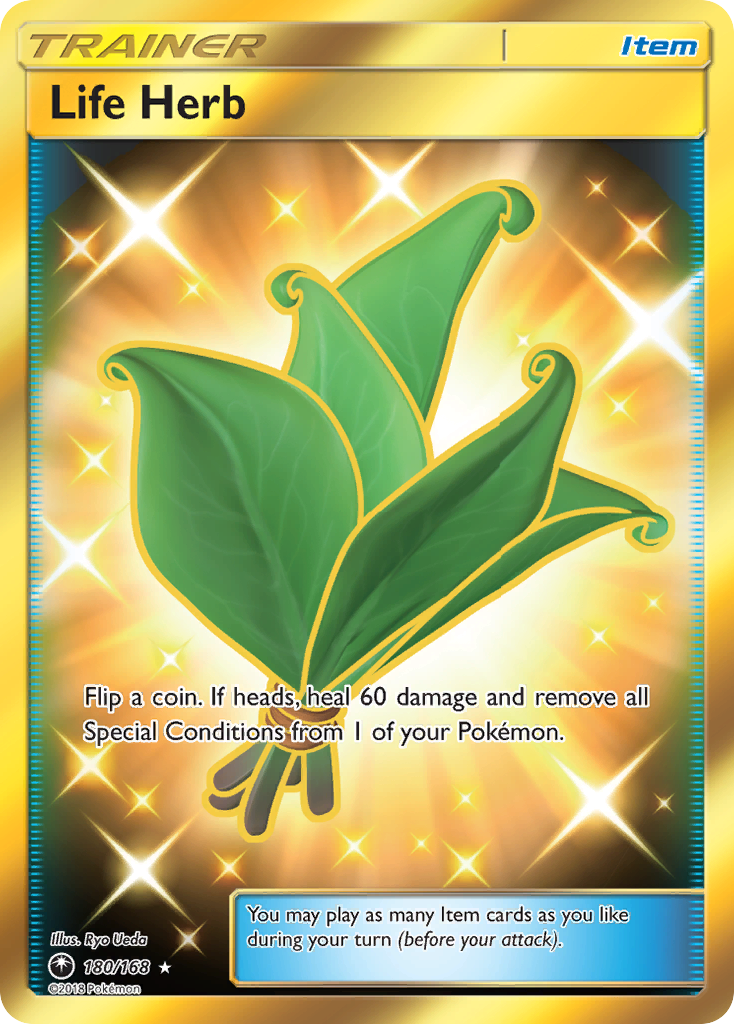 TRAINER
Item
Life Herb
Flip a coin. If heads, heal 60 damage and remove all
Special Conditions from 1 of your Pokémon.
You may play as many Item cards as you like
during your turn (before your attack).
Illus. Ryo Ueda
180/168 ★
©2018 Pokémon